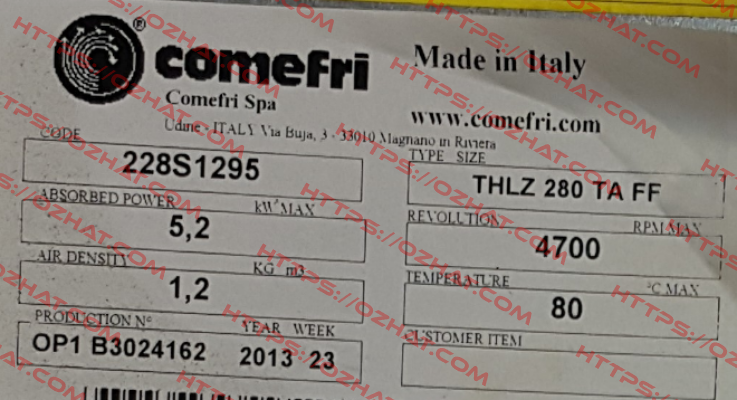 comefri
Made in Italy
Comefri Spa
www.comefri.com
Udine - ITALY Via Buja, 3 - 33010 Magnano in Riviera
CODE
228S1295
TYPE SIZE
THLZ 280 TA FF
ABSORBED POWER kW MAX
5,2
REVOLUTION RPM MAX
4700
AIR DENSITY KG/m3
1,2
TEMPERATURE °C MAX
80
PRODUCTION N° YEAR WEEK
OP1 B3024162 2013 23
CUSTOMER ITEM
HTTPS://OZHAT.COM